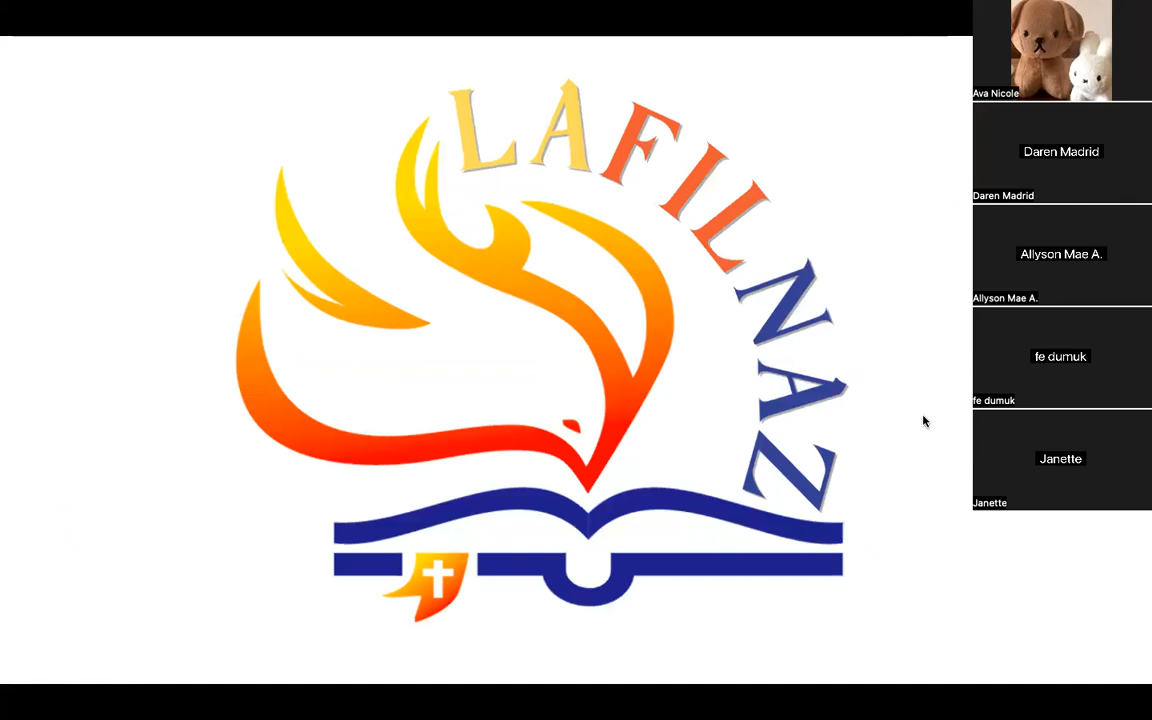 LAFILNAZ
Ava Nicole
Daren Madrid
Daren Madrid
Allyson Mae A.
Allyson Mae A.
fe dumuk
fe dumuk
Janette
Janette